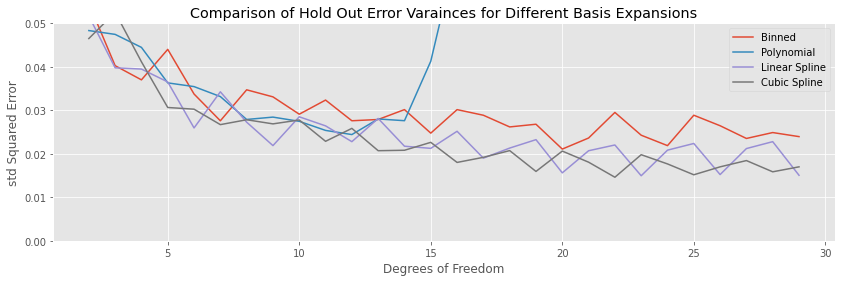 Comparison of Hold Out Error Varainces for Different Basis Expansions
std Squared Error
0.05
0.04
0.03
0.02
0.01
0.00
Binned
Polynomial
Linear Spline
Cubic Spline
5
10
15
20
25
30
Degrees of Freedom